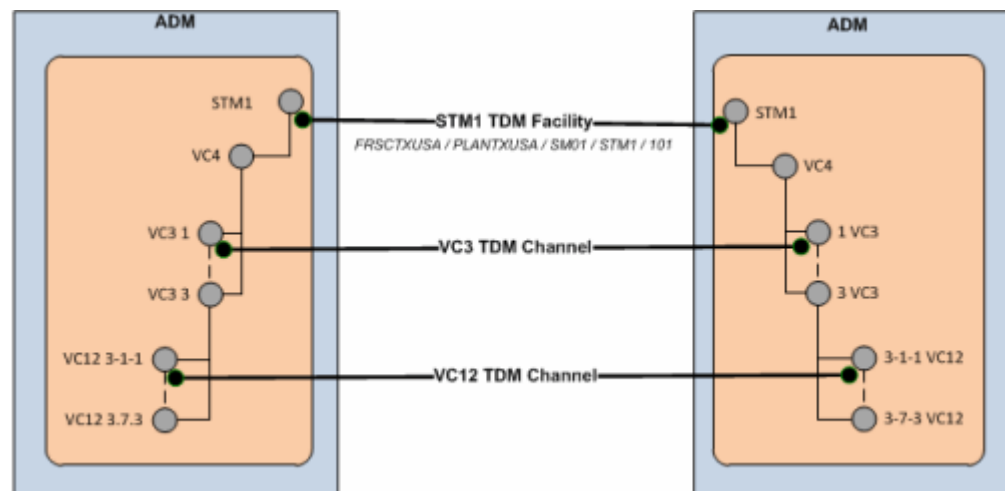 ADM
ADM
STM1
STM1 TDM Facility
STM1
FRSCTXUSA / PLANTXUSA / SM01 / STM1 / 101
VC4
VC4
VC3 1
VC3 TDM Channel
1 VC3
VC3 3
3 VC3
VC12 3-1-1
VC12 TDM Channel
3-1-1 VC12
VC12 3.7.3
3-7-3 VC12